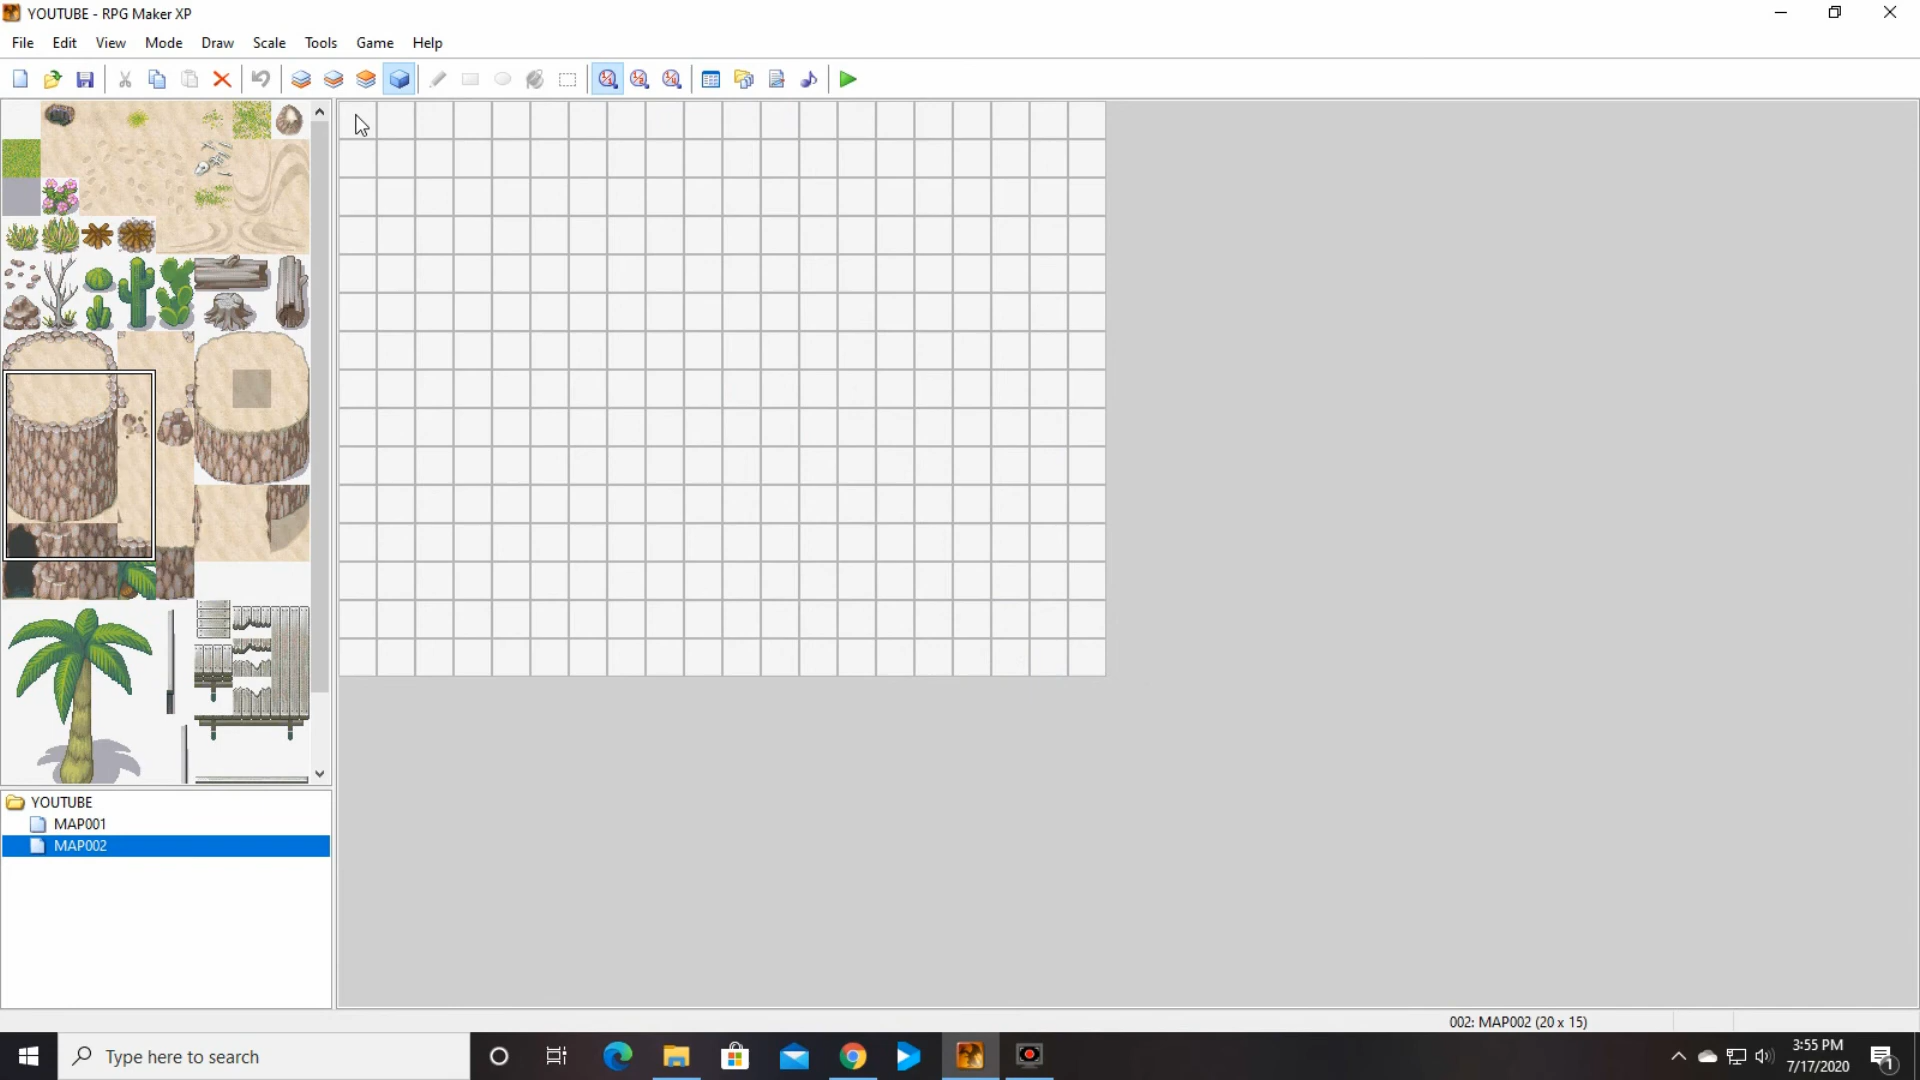 YOUTUBE - RPG Maker XP
File Edit View Mode Draw Scale Tools Game Help
YOUTUBE
MAP001
MAP002
002: MAP002 (20 x 15)
Type here to search
3:55 PM
7/17/2020
1